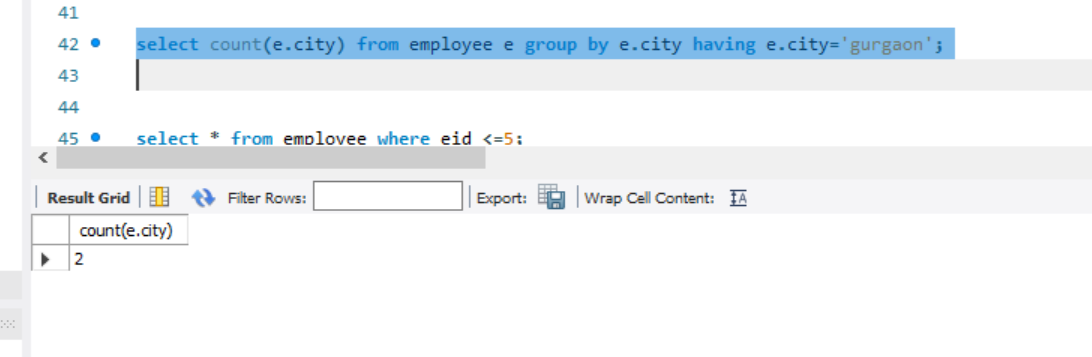 41
42 select count(e.city) from employee e group by e.city having e.city='gurgaon';
43
44
45 select * from employee where eid <=5;
Result Grid Filter Rows: Export: Wrap Cell Content: IA
count(e.city)
2